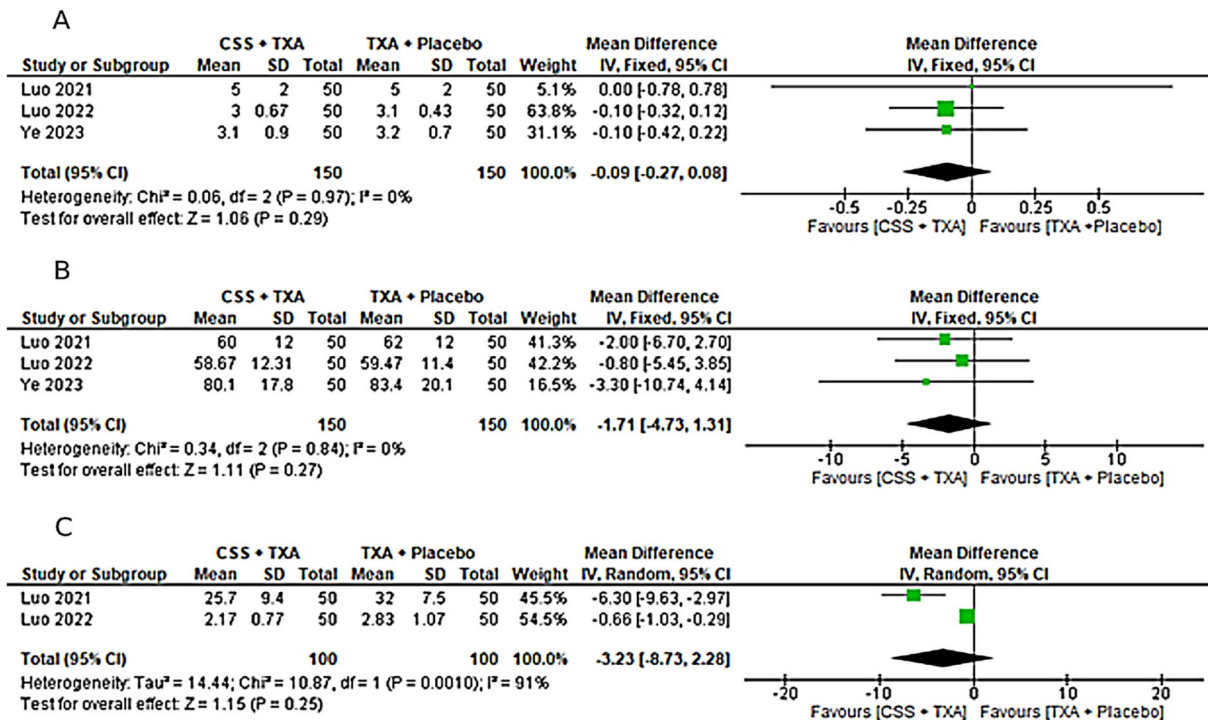 A
CSS + TXA TXA + Placebo Mean Difference Mean Difference
Study or Subgroup Mean SD Total Mean SD Total Weight IV, Fixed, 95% CI IV, Fixed, 95% CI
Luo 2021 5 2 50 5 2 50 5.1% 0.00 [-0.78, 0.78]
Luo 2022 3 0.67 50 3.1 0.43 50 63.8% -0.10 [-0.32, 0.12]
Ye 2023 3.1 0.9 50 3.2 0.7 50 31.1% -0.10 [-0.42, 0.22]
Total (95% CI) 150 150 100.0% -0.09 [-0.27, 0.08]
Heterogeneity: Chi² = 0.06, df = 2 (P = 0.97); I² = 0%
Test for overall effect: Z = 1.06 (P = 0.29)
-0.5 -0.25 0 0.25 0.5
Favours [CSS + TXA] Favours [TXA +Placebo]
B
CSS + TXA TXA + Placebo Mean Difference Mean Difference
Study or Subgroup Mean SD Total Mean SD Total Weight IV, Fixed, 95% CI IV, Fixed, 95% CI
Luo 2021 60 12 50 62 12 50 41.3% -2.00 [-6.70, 2.70]
Luo 2022 58.67 12.31 50 59.47 11.4 50 42.2% -0.80 [-5.45, 3.85]
Ye 2023 80.1 17.8 50 83.4 20.1 50 16.5% -3.30 [-10.74, 4.14]
Total (95% CI) 150 150 100.0% -1.71 [-4.73, 1.31]
Heterogeneity: Chi² = 0.34, df = 2 (P = 0.84); I² = 0%
Test for overall effect: Z = 1.11 (P = 0.27)
-10 -5 0 5 10
Favours [CSS + TXA] Favours [TXA + Placebo]
C
CSS + TXA TXA + Placebo Mean Difference Mean Difference
Study or Subgroup Mean SD Total Mean SD Total Weight IV, Random, 95% CI IV, Random, 95% CI
Luo 2021 25.7 9.4 50 32 7.5 50 45.5% -6.30 [-9.63, -2.97]
Luo 2022 2.17 0.77 50 2.83 1.07 50 54.5% -0.66 [-1.03, -0.29]
Total (95% CI) 100 100 100.0% -3.23 [-8.73, 2.28]
Heterogeneity: Tau² = 14.44; Chi² = 10.87, df = 1 (P = 0.0010); I² = 91%
Test for overall effect: Z = 1.15 (P = 0.25)
-20 -10 0 10 20
Favours [CSS + TXA] Favours [TXA + Placebo]